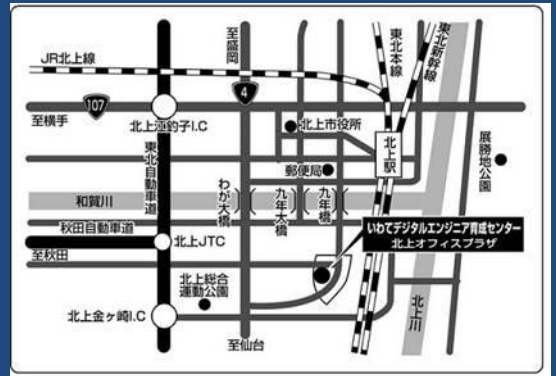 JR北上線
至盛岡
東北本線
東北新幹線
107
4
至横手
北上江釣子I.C
北上市役所
北上駅
展勝地公園
郵便局
東北自動車道
和賀川
わが大橋
九年大橋
九年橋
秋田自動車道
北上JTC
至秋田
いわてデジタルエンジニア育成センター
北上オフィスプラザ
北上総合
運動公園
北上金ヶ崎I.C
至仙台
北上川